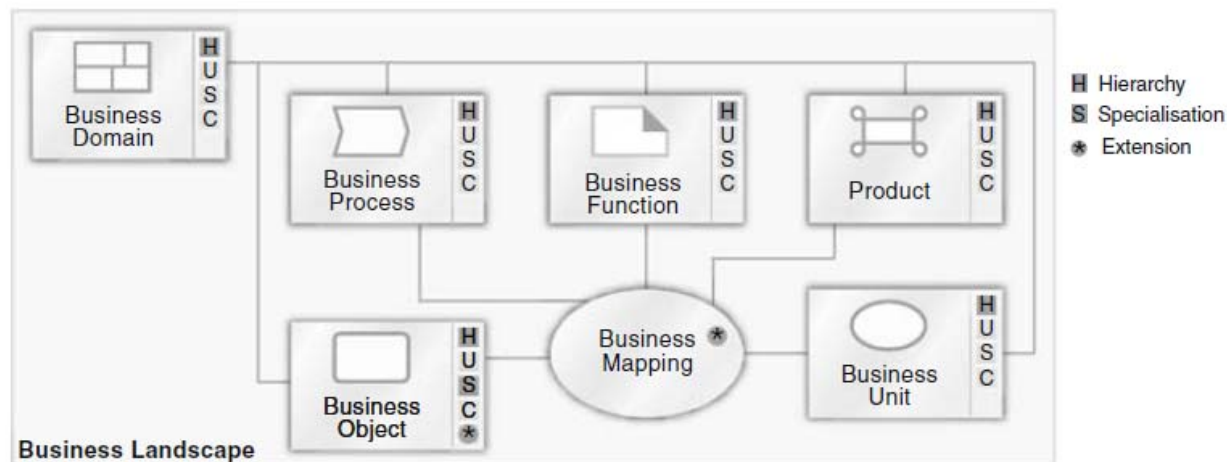 Business
Domain
H
U
S
C
Business
Process
H
U
S
C
Business
Function
H
U
S
C
Product
H
U
S
C
H Hierarchy
S Specialisation
* Extension
Business
Object
H
U
S
C
*
Business
Mapping
*
Business
Unit
H
U
S
C
Business Landscape